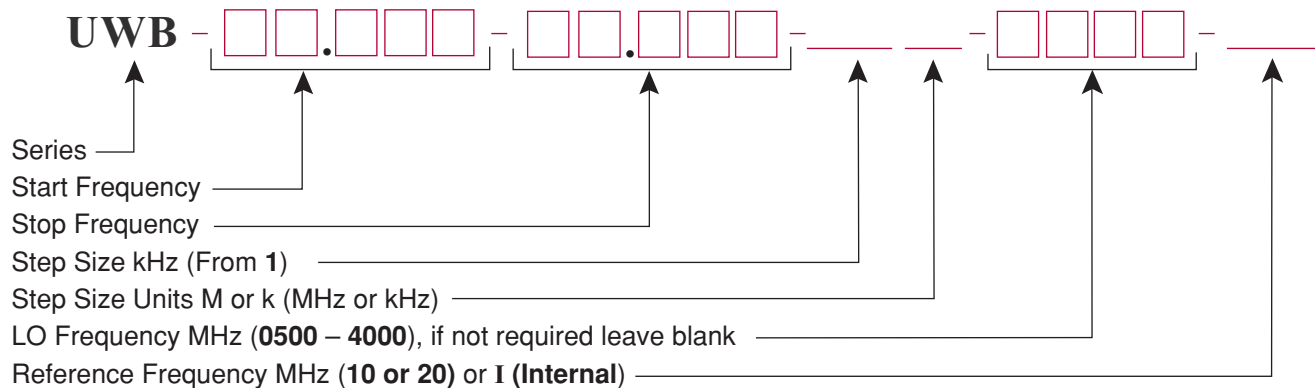 UWB - . - . - - -
Series
Start Frequency
Stop Frequency
Step Size kHz (From 1)
Step Size Units M or k (MHz or kHz)
LO Frequency MHz (0500 – 4000), if not required leave blank
Reference Frequency MHz (10 or 20) or I (Internal)